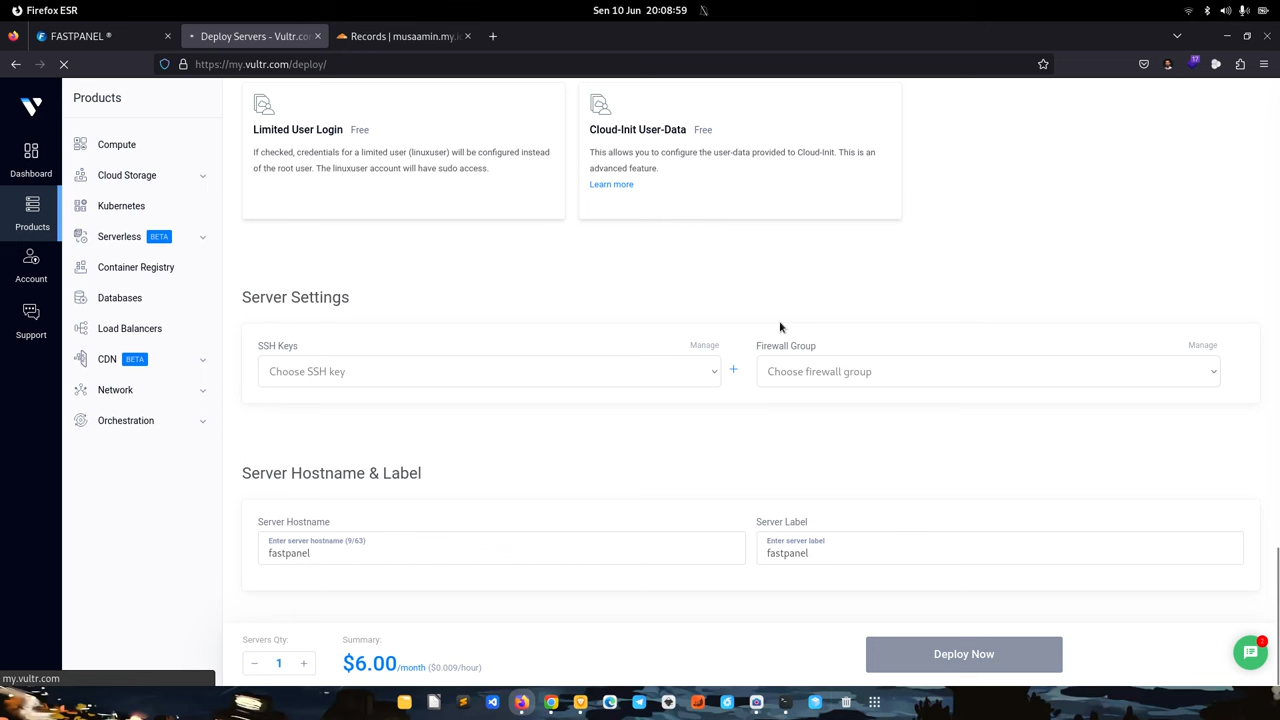 Firefox ESR
Sen 10 Jun  20:08:59
FASTPANEL ®
Deploy Servers - Vultr.com
Records | musaamin.my.i
https://my.vultr.com/deploy/
17
Products
Dashboard
Products
Account
Support
Compute
Cloud Storage
Kubernetes
Serverless BETA
Container Registry
Databases
Load Balancers
CDN BETA
Network
Orchestration
Limited User Login Free
If checked, credentials for a limited user (linuxuser) will be configured instead
of the root user. The linuxuser account will have sudo access.
Cloud-Init User-Data Free
This allows you to configure the user-data provided to Cloud-Init. This is an
advanced feature.
Learn more
Server Settings
SSH Keys Manage
Choose SSH key
Firewall Group Manage
Choose firewall group
Server Hostname & Label
Server Hostname
Enter server hostname (9/63)
fastpanel
Server Label
Enter server label
fastpanel
Servers Qty:
− 1 +
Summary:
$6.00/month ($0.009/hour)
Deploy Now
my.vultr.com